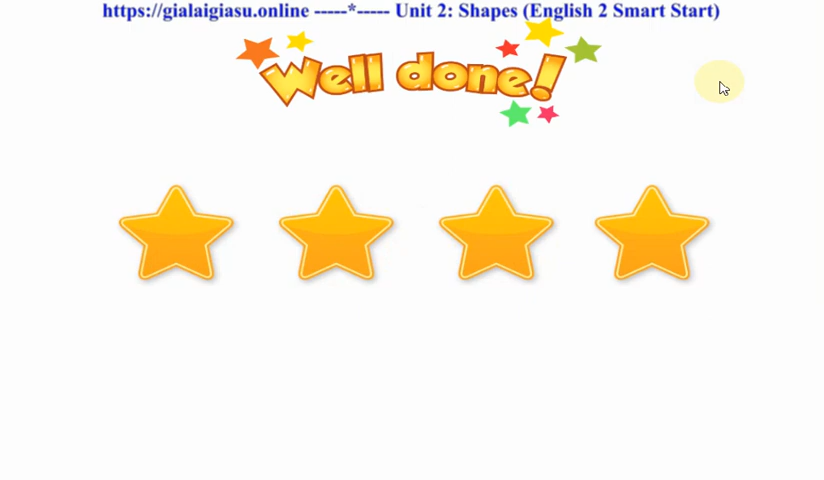 https://gialaigiasu.online -----*----- Unit 2: Shapes (English 2 Smart Start)
Well done!